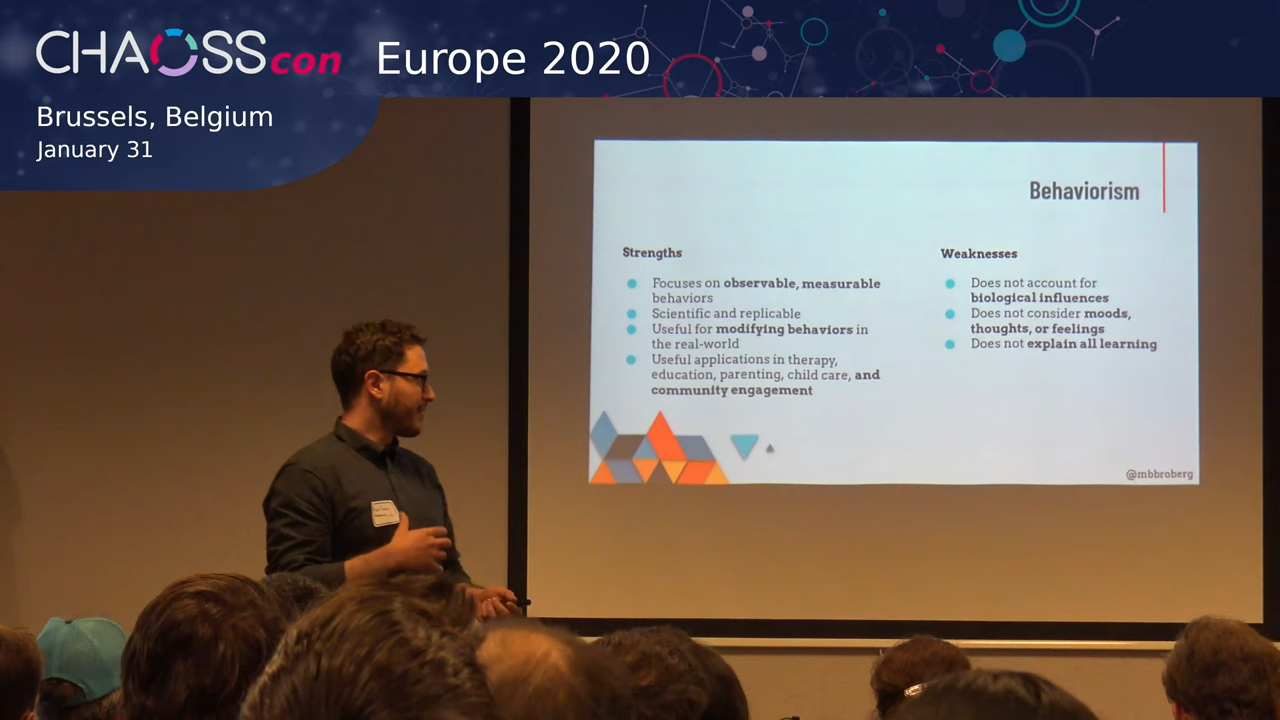 CHAOSScon Europe 2020
Brussels, Belgium
January 31
Behaviorism
Strengths
Focuses on observable, measurable
behaviors
Scientific and replicable
Useful for modifying behaviors in
the real-world
Useful applications in therapy,
education, parenting, child care, and
community engagement
Weaknesses
Does not account for
biological influences
Does not consider moods,
thoughts, or feelings
Does not explain all learning
@mbbroberg